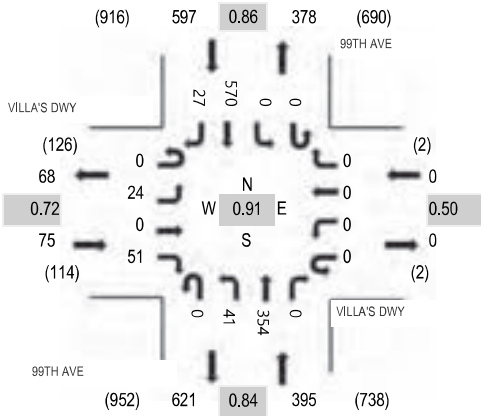 (916) 597 0.86 378 (690)
99TH AVE
27 570 0 0
VILLA'S DWY
(126) 0 0 (2)
68 24 0 0
N
0.72 W 0.91 E 0.50
S
75 0 0 0
(114) 51 0 (2)
0 41 354 0
VILLA'S DWY
99TH AVE
(952) 621 0.84 395 (738)